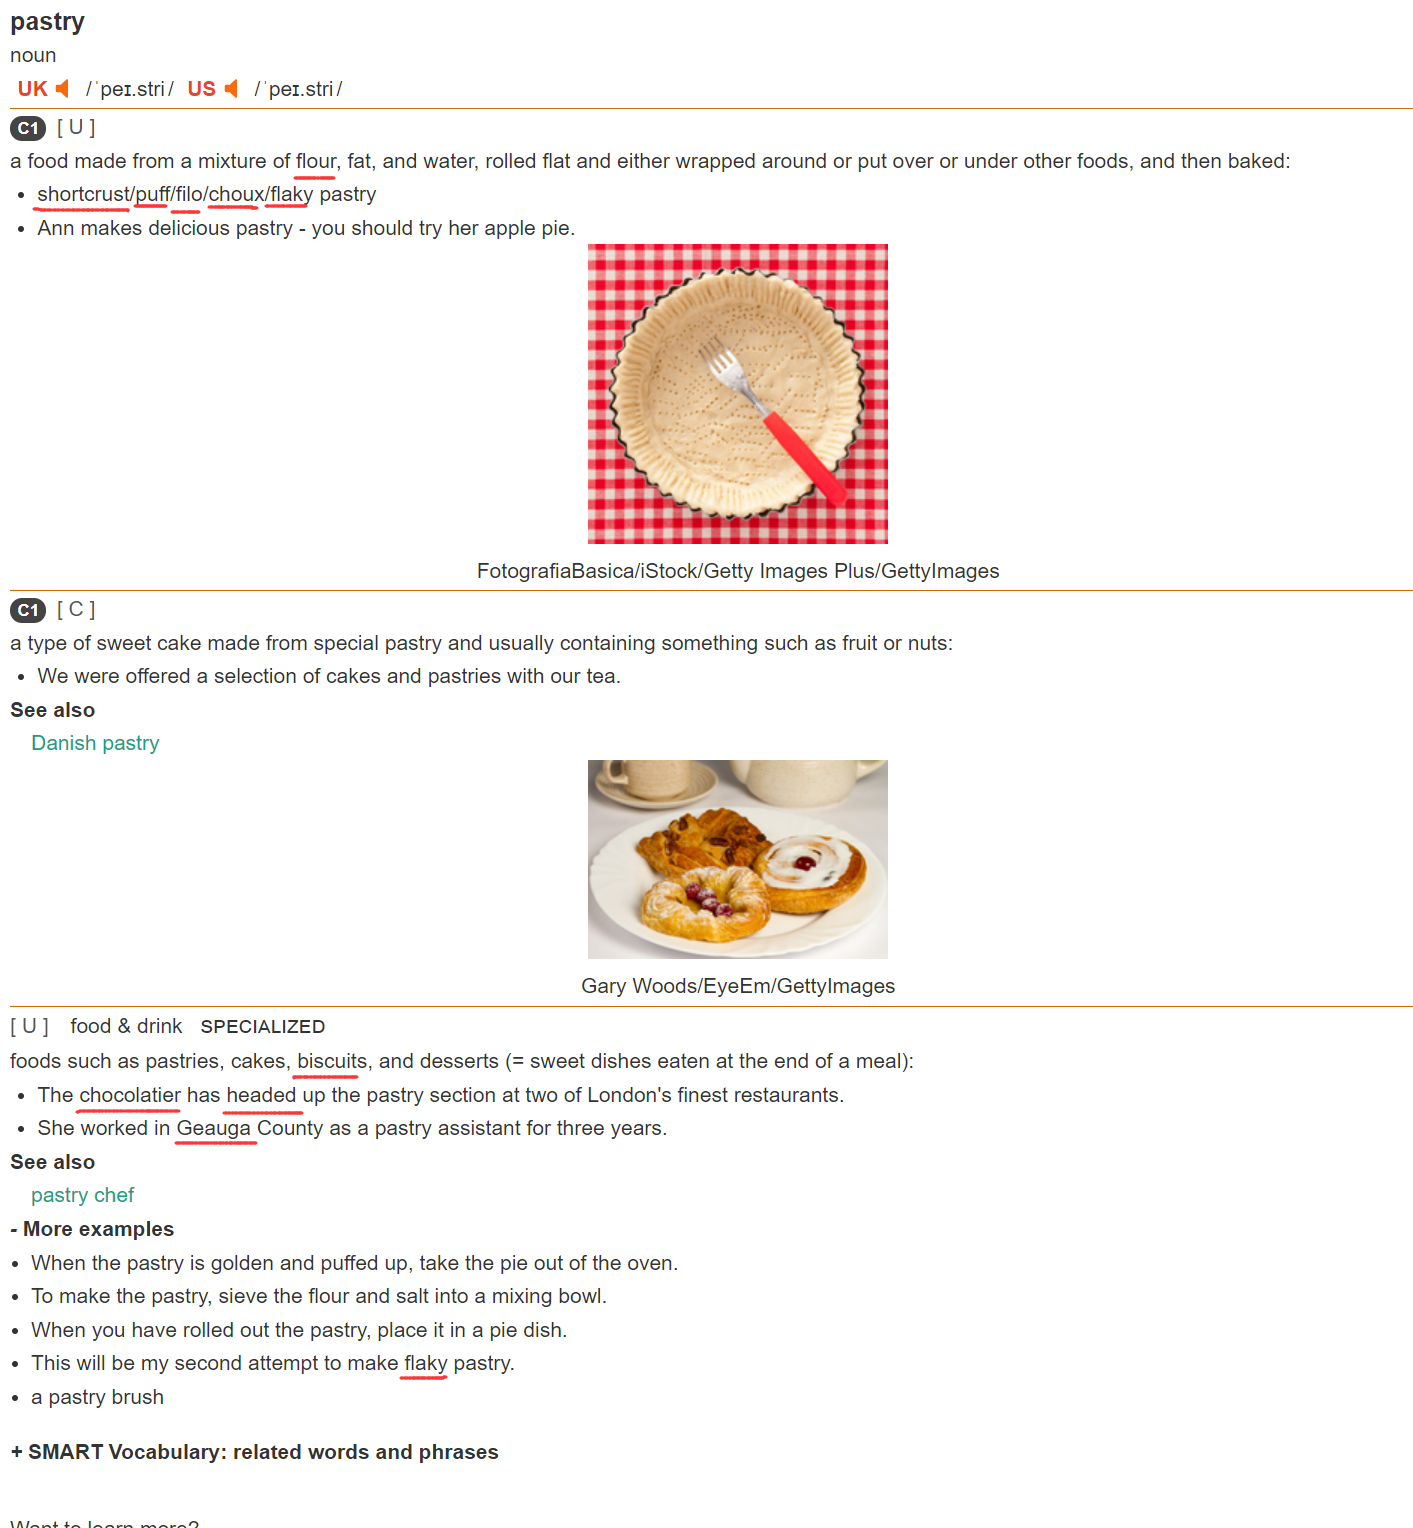 pastry
noun
UK /ˈpeɪ.stri/ US /ˈpeɪ.stri/
C1 [ U ]
a food made from a mixture of flour, fat, and water, rolled flat and either wrapped around or put over or under other foods, and then baked:
• shortcrust/puff/filo/choux/flaky pastry
• Ann makes delicious pastry - you should try her apple pie.
FotografiaBasica/iStock/Getty Images Plus/GettyImages
C1 [ C ]
a type of sweet cake made from special pastry and usually containing something such as fruit or nuts:
• We were offered a selection of cakes and pastries with our tea.
See also
Danish pastry
Gary Woods/EyeEm/GettyImages
[ U ] food & drink SPECIALIZED
foods such as pastries, cakes, biscuits, and desserts (= sweet dishes eaten at the end of a meal):
• The chocolatier has headed up the pastry section at two of London's finest restaurants.
• She worked in Geauga County as a pastry assistant for three years.
See also
pastry chef
- More examples
• When the pastry is golden and puffed up, take the pie out of the oven.
• To make the pastry, sieve the flour and salt into a mixing bowl.
• When you have rolled out the pastry, place it in a pie dish.
• This will be my second attempt to make flaky pastry.
• a pastry brush
+ SMART Vocabulary: related words and phrases
Want to learn more?